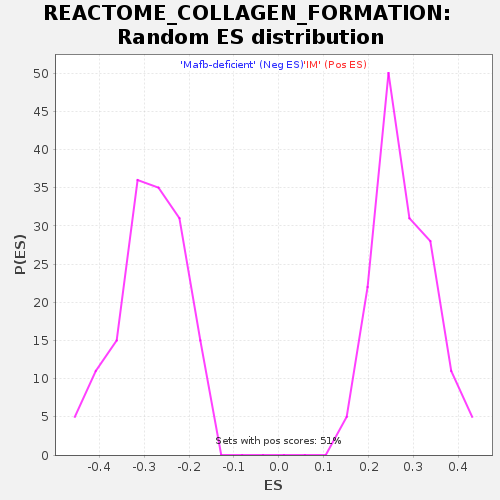 REACTOME_COLLAGEN_FORMATION:
Random ES distribution
'Mafb-deficient' (Neg ES)'IM' (Pos ES)
50
45
40
35
30
25
20
15
10
5
0
P(ES)
Sets with pos scores: 51%
-0.4 -0.3 -0.2 -0.1 0.0 0.1 0.2 0.3 0.4
ES